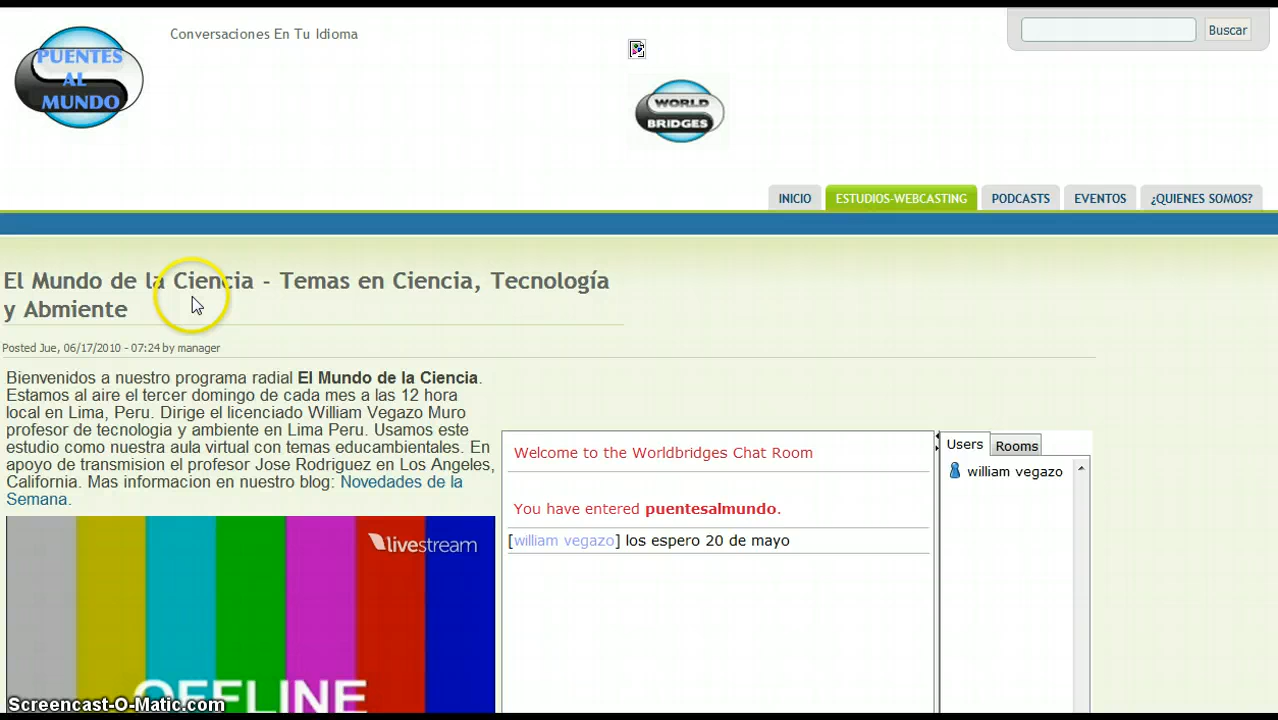 PUENTES
AL
MUNDO
Conversaciones En Tu Idioma
WORLD
BRIDGES
Buscar
INICIO
ESTUDIOS-WEBCASTING
PODCASTS
EVENTOS
¿QUIENES SOMOS?
El Mundo de la Ciencia - Temas en Ciencia, Tecnología
y Abmiente
Posted Jue, 06/17/2010 - 07:24 by manager
Bienvenidos a nuestro programa radial El Mundo de la Ciencia.
Estamos al aire el tercer domingo de cada mes a las 12 hora
local en Lima, Peru. Dirige el licenciado William Vegazo Muro
profesor de tecnologia y ambiente en Lima Peru. Usamos este
estudio como nuestra aula virtual con temas educambientales. En
apoyo de transmision el profesor Jose Rodriguez en Los Angeles,
California. Mas informacion en nuestro blog: Novedades de la
Semana.
livestream
OFFLINE
Welcome to the Worldbridges Chat Room
You have entered puentesalmundo.
[william vegazo] los espero 20 de mayo
Users
Rooms
william vegazo
Screencast-O-Matic.com